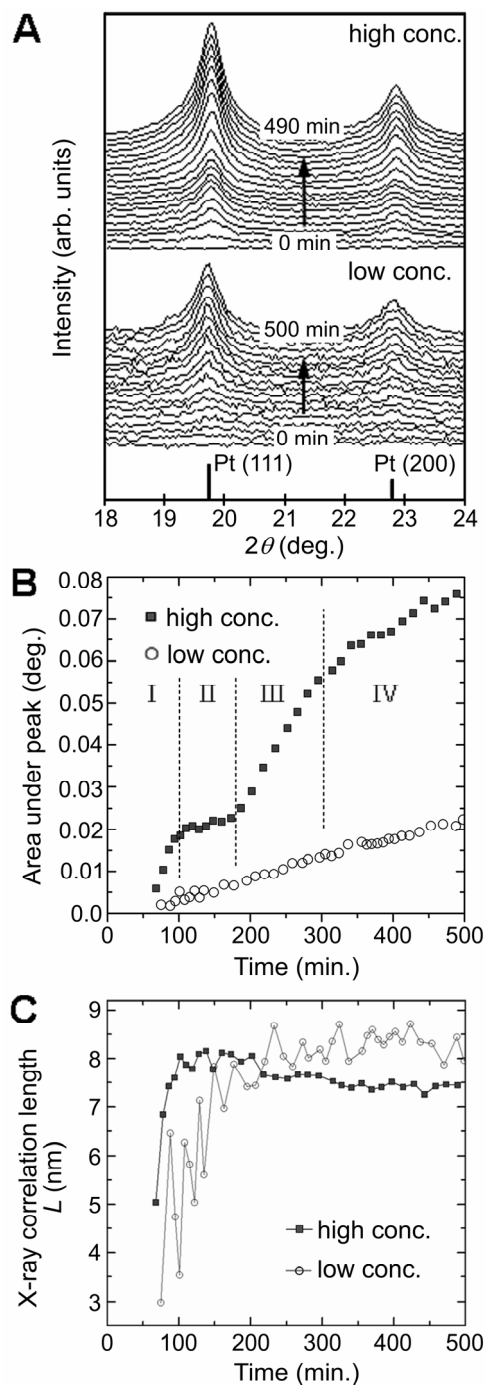 A
high conc.
490 min
0 min
low conc.
500 min
0 min
Pt (111)
Pt (200)
Intensity (arb. units)
18 19 20 21 22 23 24
2θ (deg.)
B
0.08
0.07
0.06
0.05
0.04
0.03
0.02
0.01
0.0
high conc.
low conc.
I II III IV
Area under peak (deg.)
0 100 200 300 400 500
Time (min.)
C
9
8
7
6
5
4
3
X-ray correlation length
L (nm)
high conc.
low conc.
0 100 200 300 400 500
Time (min.)